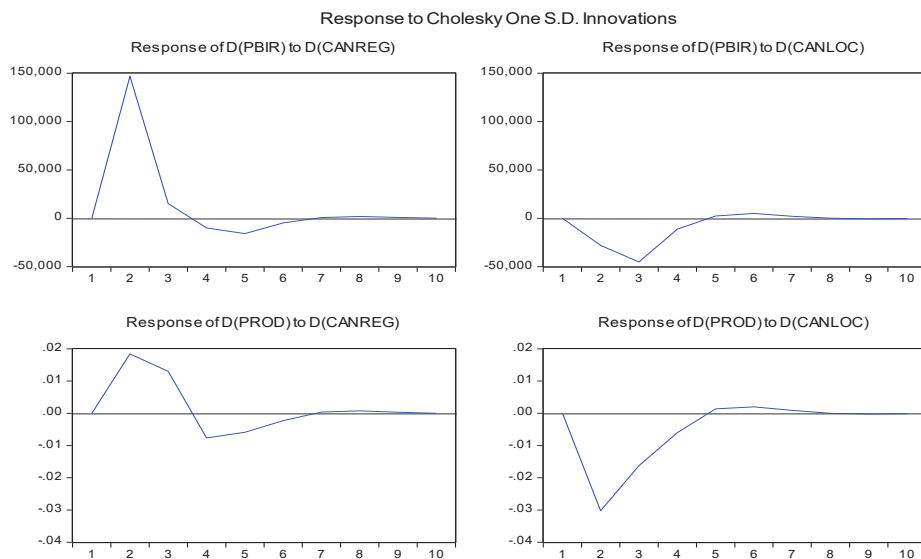 Response to Cholesky One S.D. Innovations
Response of D(PBIR) to D(CANREG)
150,000
100,000
50,000
0
-50,000
1 2 3 4 5 6 7 8 9 10
Response of D(PBIR) to D(CANLOC)
150,000
100,000
50,000
0
-50,000
1 2 3 4 5 6 7 8 9 10
Response of D(PROD) to D(CANREG)
.02
.01
.00
-.01
-.02
-.03
-.04
1 2 3 4 5 6 7 8 9 10
Response of D(PROD) to D(CANLOC)
.02
.01
.00
-.01
-.02
-.03
-.04
1 2 3 4 5 6 7 8 9 10